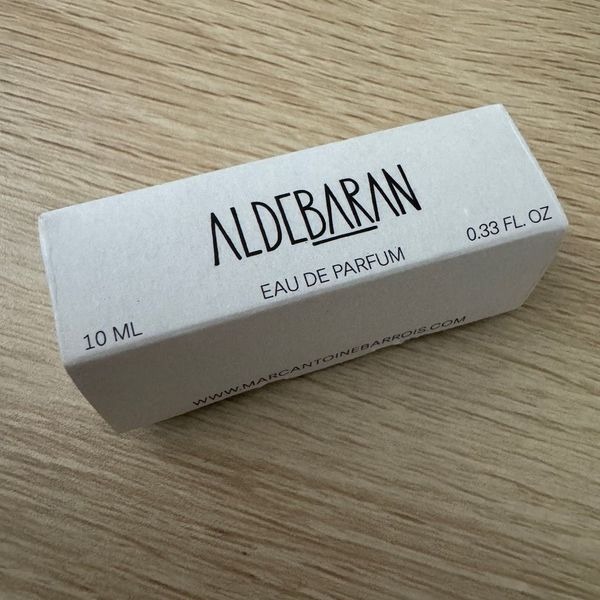 ALDEBARAN
EAU DE PARFUM
10 ML
0.33 FL. OZ
WWW.MARCANTOINEBARROIS.COM